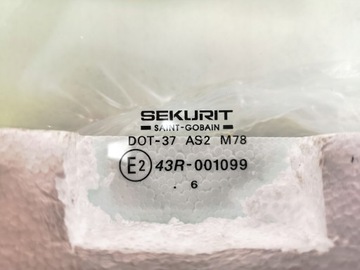 SEKURIT
SAINT-GOBAIN
DOT-37 AS2 M78
E2 43R-001099
. 6